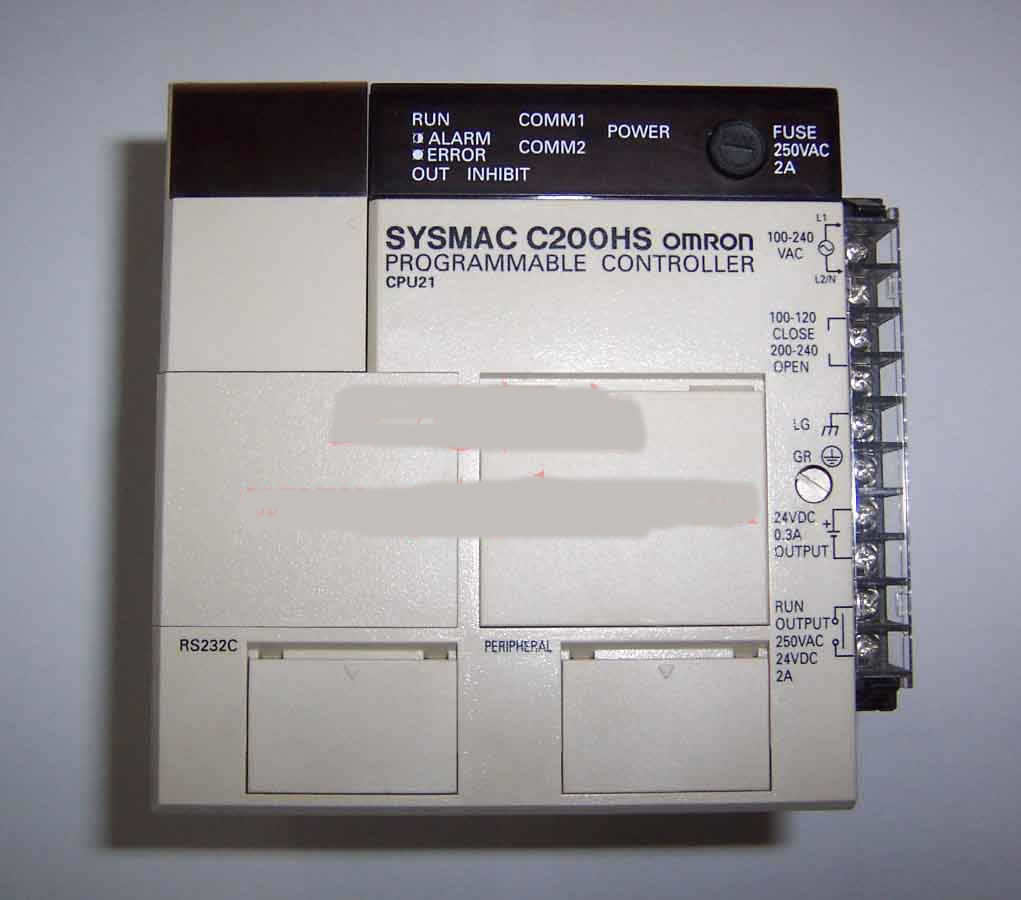 RUN
ALARM
ERROR
OUT INHIBIT
COMM1
COMM2
POWER
FUSE
250VAC
2A
SYSMAC C200HS OMRON
PROGRAMMABLE CONTROLLER
CPU21
L1
100-240
VAC
L2/N
100-120
CLOSE
200-240
OPEN
LG
GR
24VDC
0.3A
OUTPUT
+
RUN
OUTPUT
250VAC
24VDC
2A
RS232C
PERIPHERAL